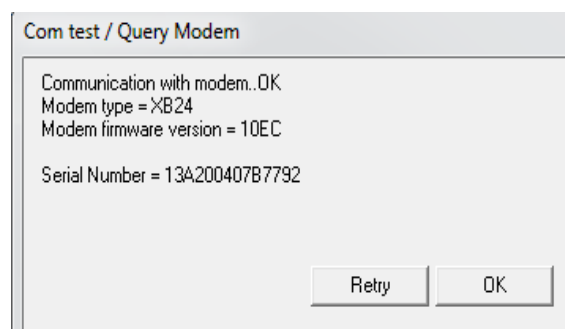 Com test / Query Modem
Communication with modem..OK
Modem type = XB24
Modem firmware version = 10EC
Serial Number = 13A200407B7792
Retry
OK